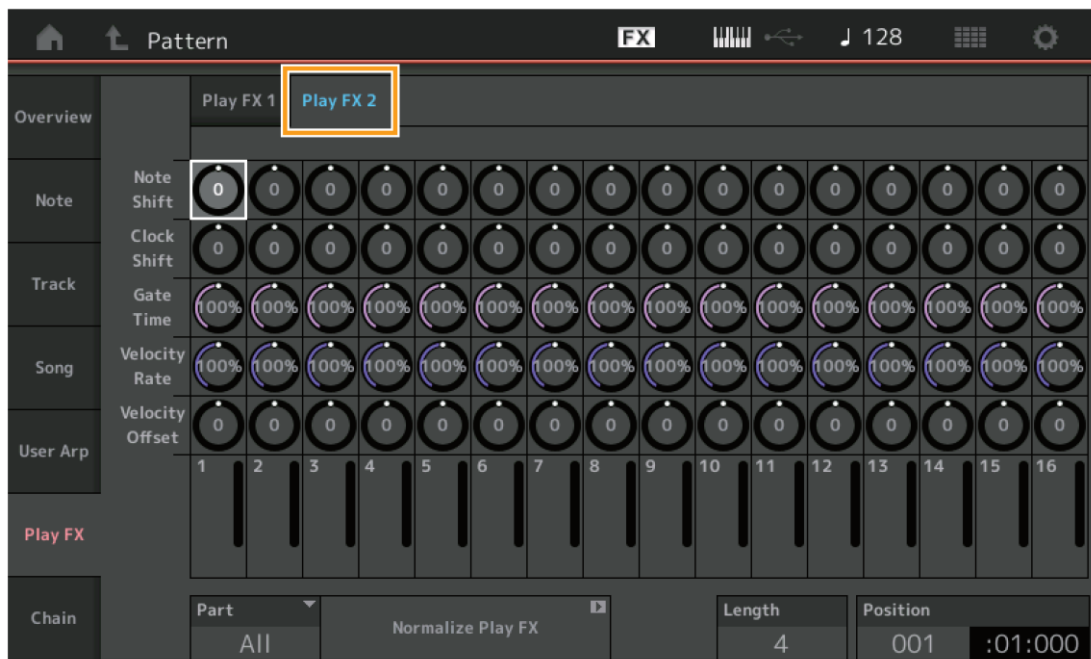 Pattern FX ♩ 128
Overview
Note
Track
Song
User Arp
Play FX
Chain
Play FX 1 Play FX 2
Note Shift 0 0 0 0 0 0 0 0 0 0 0 0 0 0 0 0
Clock Shift 0 0 0 0 0 0 0 0 0 0 0 0 0 0 0 0
Gate Time 100% 100% 100% 100% 100% 100% 100% 100% 100% 100% 100% 100% 100% 100% 100% 100%
Velocity Rate 100% 100% 100% 100% 100% 100% 100% 100% 100% 100% 100% 100% 100% 100% 100% 100%
Velocity Offset 0 0 0 0 0 0 0 0 0 0 0 0 0 0 0 0
1 2 3 4 5 6 7 8 9 10 11 12 13 14 15 16
Part
All
Normalize Play FX
Length
4
Position
001 :01:000